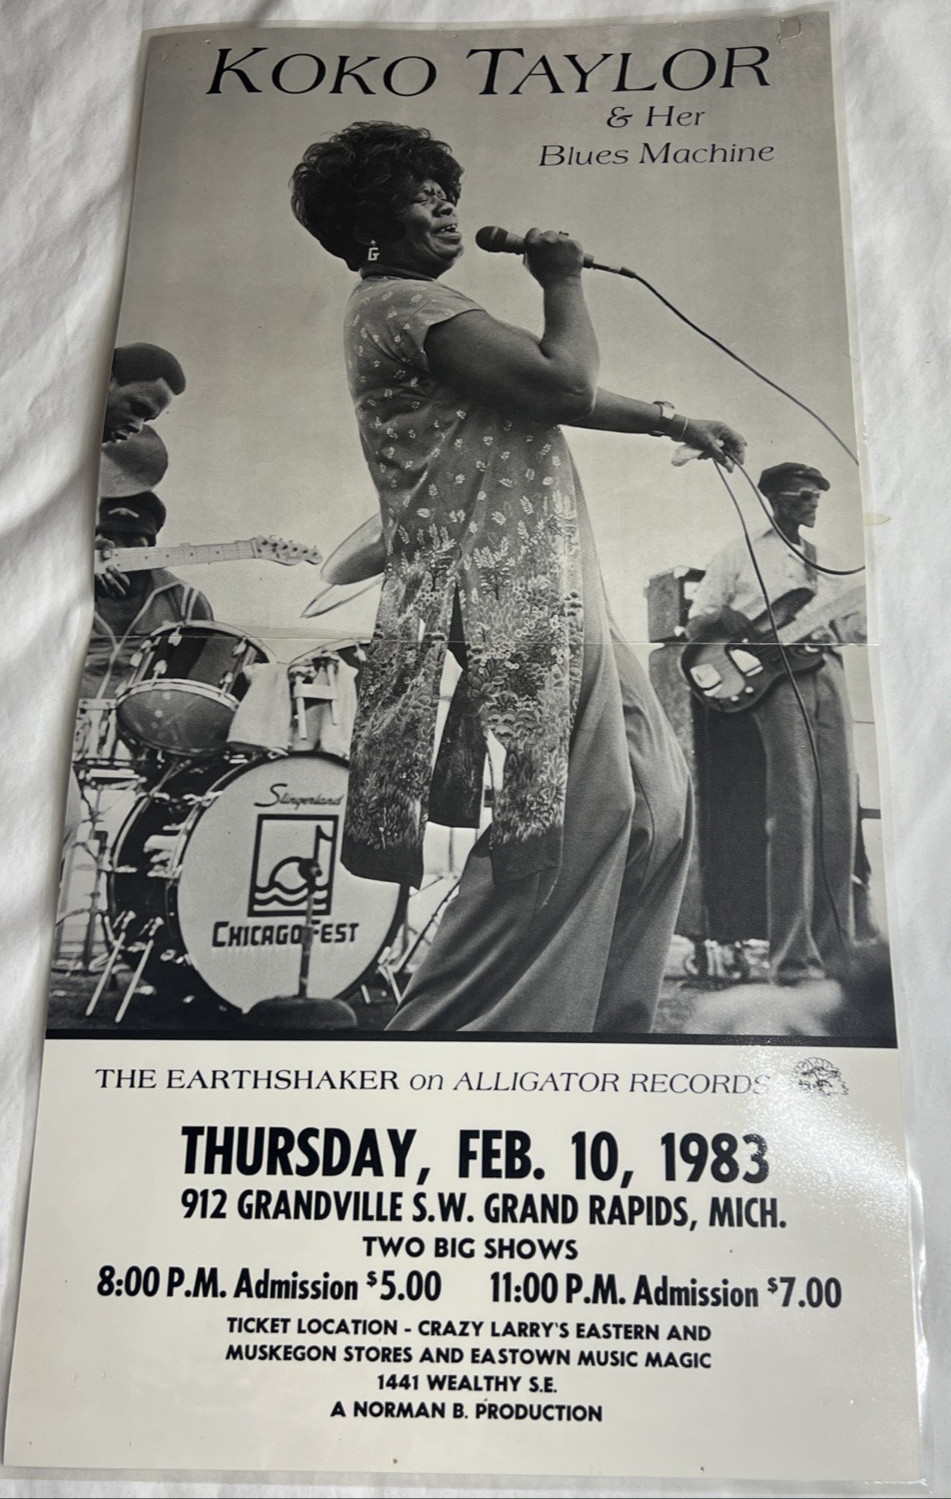 KOKO TAYLOR
& Her
Blues Machine
G
Slingerland
CHICAGOFEST
THE EARTHSHAKER on ALLIGATOR RECORDS
THURSDAY, FEB. 10, 1983
912 GRANDVILLE S.W. GRAND RAPIDS, MICH.
TWO BIG SHOWS
8:00 P.M. Admission $5.00 11:00 P.M. Admission $7.00
TICKET LOCATION - CRAZY LARRY'S EASTERN AND
MUSKEGON STORES AND EASTOWN MUSIC MAGIC
1441 WEALTHY S.E.
A NORMAN B. PRODUCTION